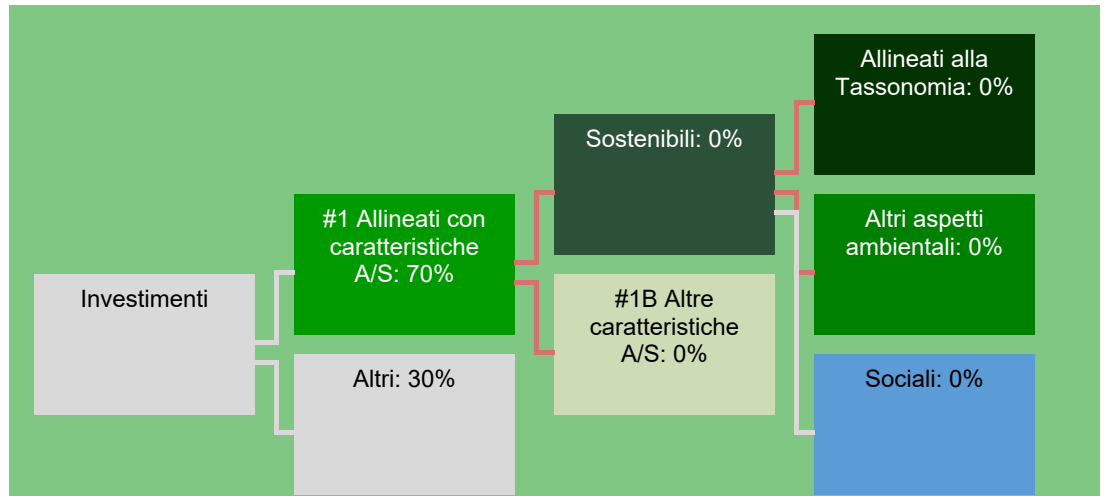 Investimenti
#1 Allineati con
caratteristiche
A/S: 70%
Altri: 30%
Sostenibili: 0%
#1B Altre
caratteristiche
A/S: 0%
Allineati alla
Tassonomia: 0%
Altri aspetti
ambientali: 0%
Sociali: 0%